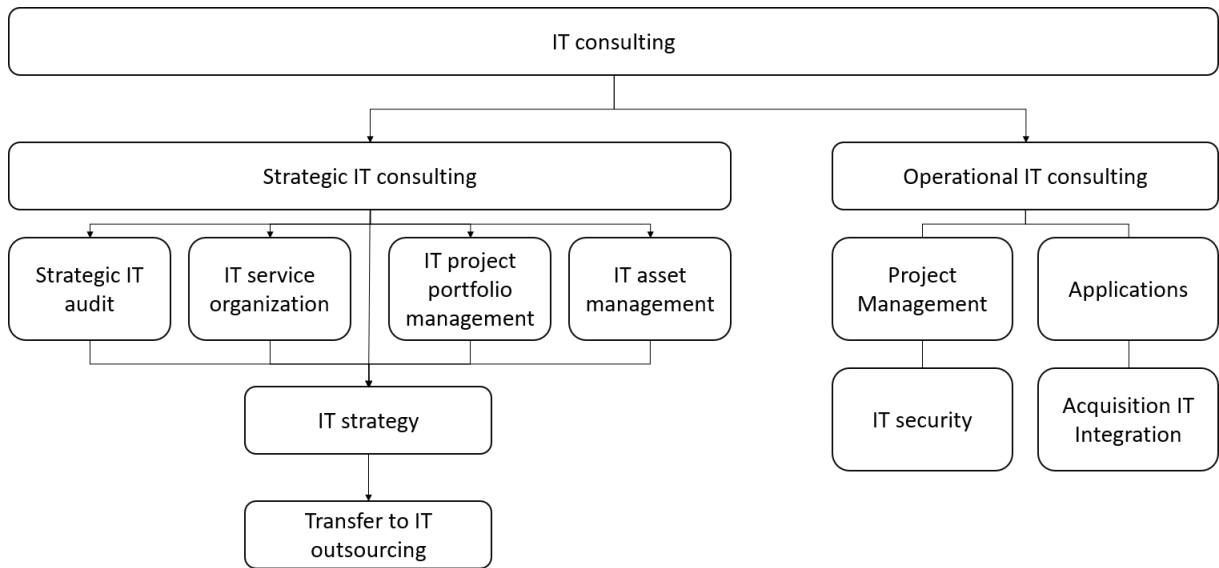 IT consulting
Strategic IT consulting
Operational IT consulting
Strategic IT
audit
IT service
organization
IT project
portfolio
management
IT asset
management
Project
Management
Applications
IT strategy
IT security
Acquisition IT
Integration
Transfer to IT
outsourcing